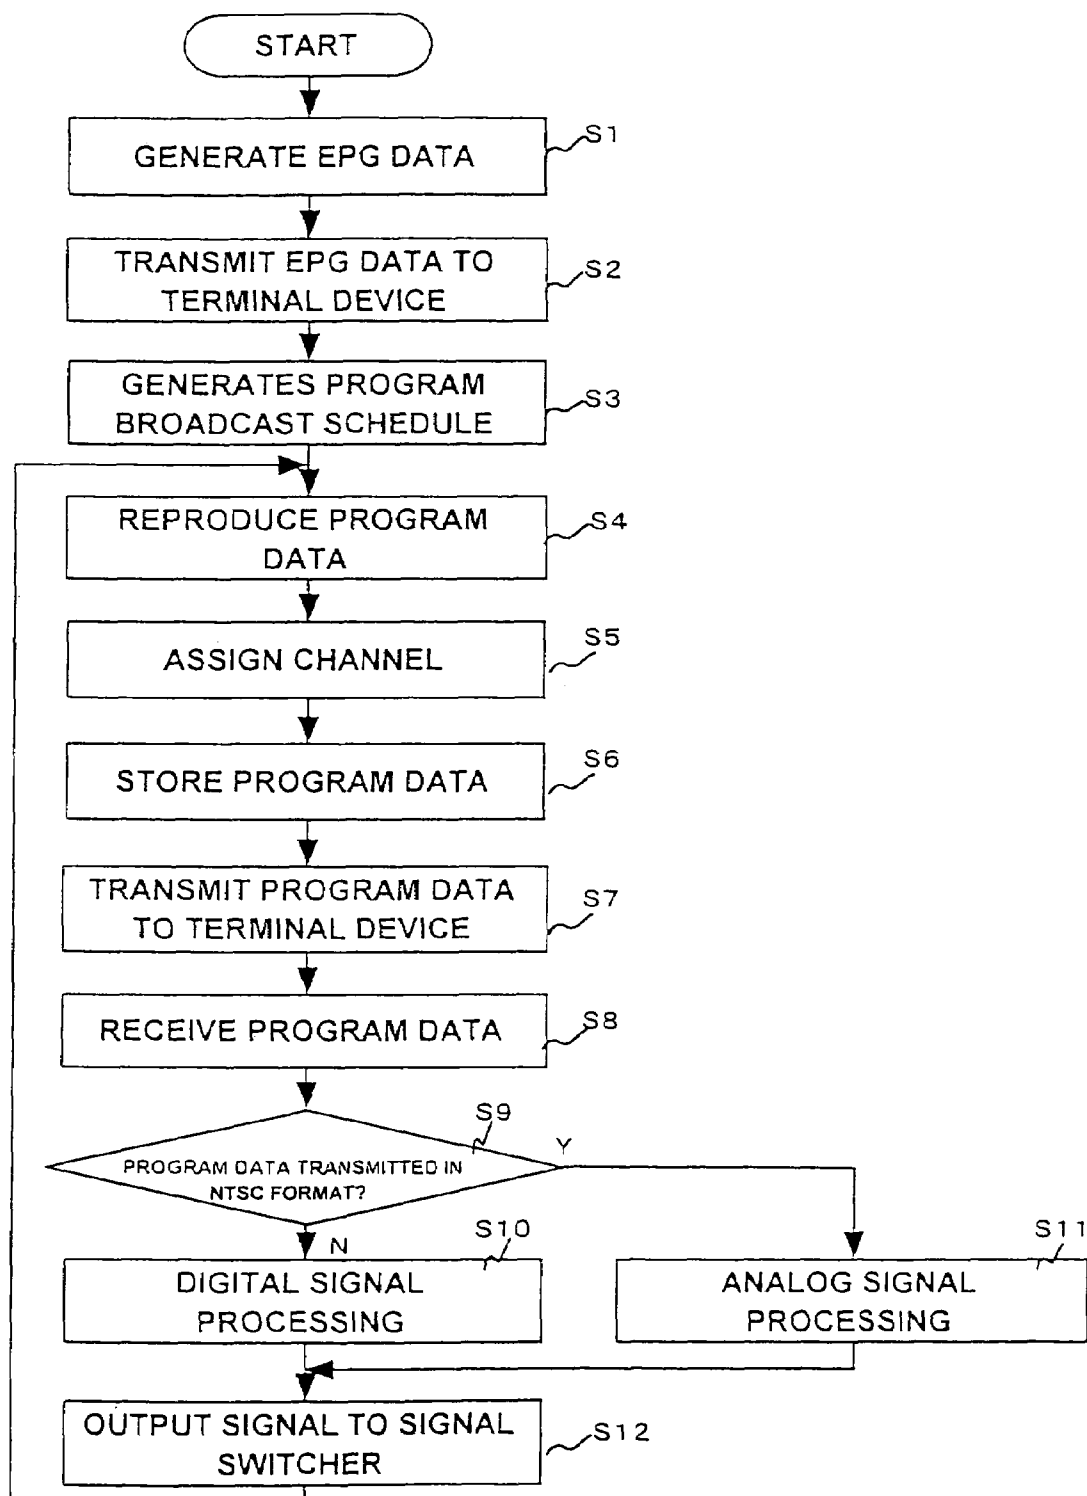 START
GENERATE EPG DATA
S1
TRANSMIT EPG DATA TO
TERMINAL DEVICE
S2
GENERATES PROGRAM
BROADCAST SCHEDULE
S3
REPRODUCE PROGRAM
DATA
S4
ASSIGN CHANNEL
S5
STORE PROGRAM DATA
S6
TRANSMIT PROGRAM DATA
TO TERMINAL DEVICE
S7
RECEIVE PROGRAM DATA
S8
S9
PROGRAM DATA TRANSMITTED IN
NTSC FORMAT?
Y
N
S10
DIGITAL SIGNAL
PROCESSING
S11
ANALOG SIGNAL
PROCESSING
OUTPUT SIGNAL TO SIGNAL
SWITCHER
S12